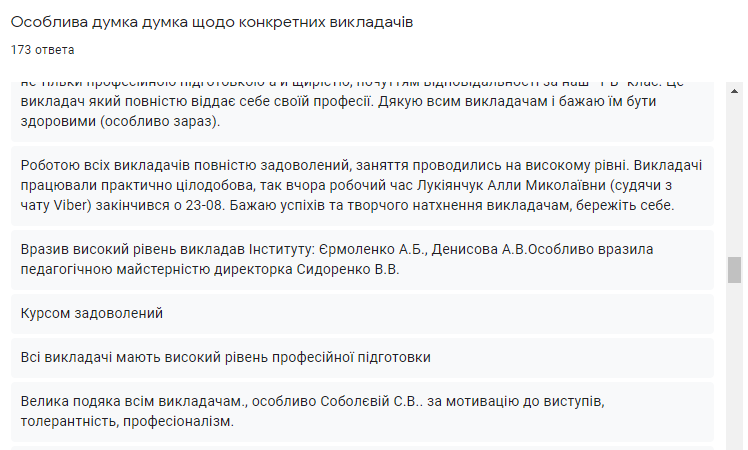 Особлива думка думка щодо конкретних викладачів
173 ответа
не тільки професійною підготовкою а й щирістю, почуттям відповідальності за наш "Г В" клас. Це
викладач який повністю віддає себе своїй професії. Дякую всим викладачам і бажаю їм бути
здоровими (особливо зараз).
Роботою всіх викладачів повністю задоволений, заняття проводились на високому рівні. Викладачі
працювали практично цілодобова, так вчора робочий час Лукіянчук Алли Миколаївни (судячи з
чату Viber) закінчився о 23-08. Бажаю успіхів та творчого натхнення викладачам, бережіть себе.
Вразив високий рівень викладав Інституту: Єрмоленко А.Б., Денисова А.В.Особливо вразила
педагогічною майстерністю директорка Сидоренко В.В.
Курсом задоволений
Всі викладачі мають високий рівень професійної підготовки
Велика подяка всім викладачам., особливо Соболєвій С.В.. за мотивацію до виступів,
толерантність, професіоналізм.